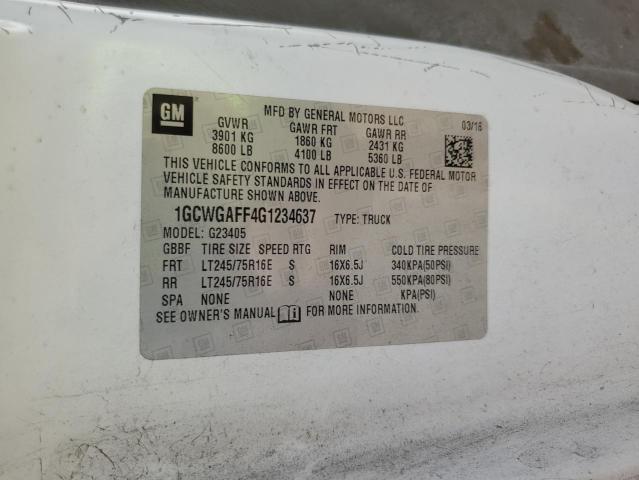 GM
MFD BY GENERAL MOTORS LLC
03/16
GVWR GAWR FRT GAWR RR
3901 KG 1860 KG 2431 KG
8600 LB 4100 LB 5360 LB
THIS VEHICLE CONFORMS TO ALL APPLICABLE U.S. FEDERAL MOTOR
VEHICLE SAFETY STANDARDS IN EFFECT ON THE DATE OF
MANUFACTURE SHOWN ABOVE.
1GCWGAFF4G1234637 TYPE: TRUCK
MODEL: G23405
GBBF TIRE SIZE SPEED RTG RIM COLD TIRE PRESSURE
FRT LT245/75R16E S 16X6.5J 340KPA(50PSI)
RR LT245/75R16E S 16X6.5J 550KPA(80PSI)
SPA NONE NONE KPA(PSI)
SEE OWNER'S MANUAL FOR MORE INFORMATION.